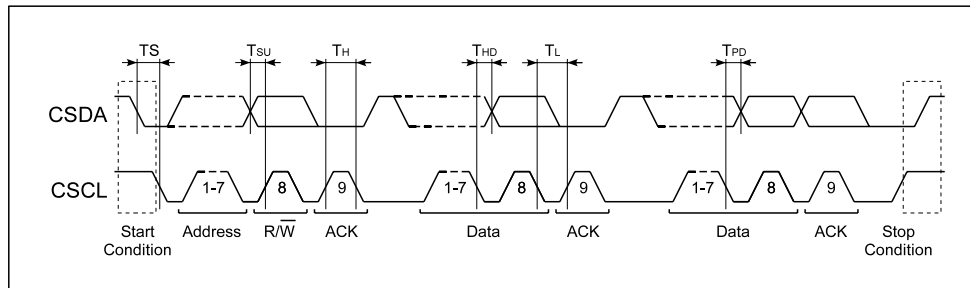 TS TSU TH THD TL TPD
CSDA
CSCL 1-7 8 9 1-7 8 9 1-7 8 9
Start Condition Address R/W̅ ACK Data ACK Data ACK Stop Condition